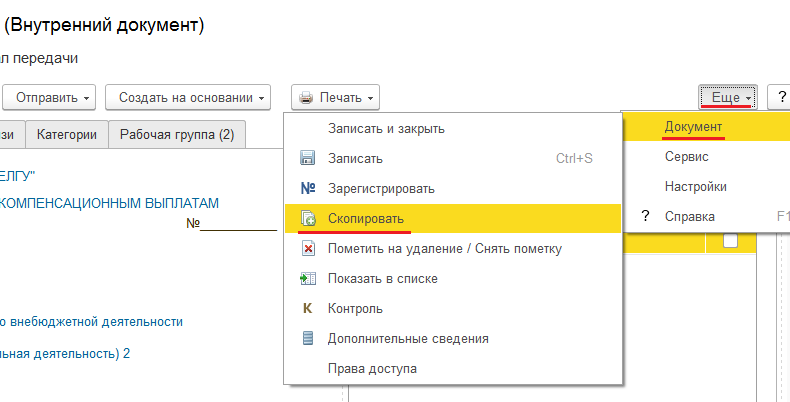 (Внутренний документ)
ал передачи
Отправить
Создать на основании
Печать
Еще
?
зи
Категории
Рабочая группа (2)
ЕЛГУ"
КОМПЕНСАЦИОННЫМ ВЫПЛАТАМ
№
о внебюджетной деятельности
льная деятельность) 2
Записать и закрыть
Записать Ctrl+S
№ Зарегистрировать
Скопировать
Пометить на удаление / Снять пометку
Показать в списке
К Контроль
Дополнительные сведения
Права доступа
Документ
Сервис
Настройки
? Справка F1